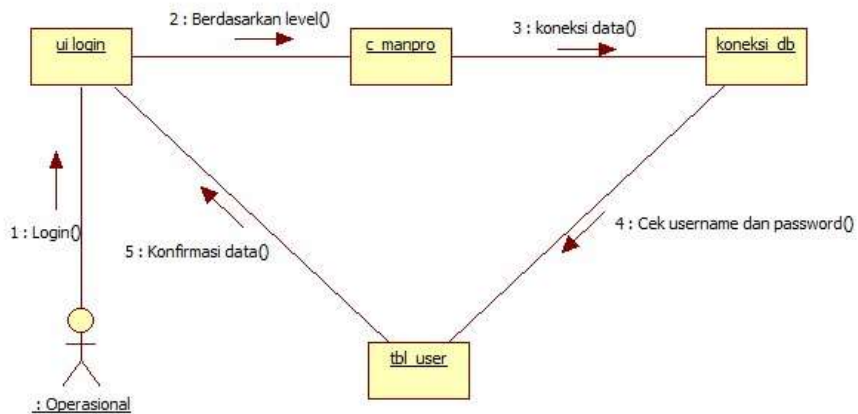 2 : Berdasarkan level()
ui login
c_manpro
3 : koneksi data()
koneksi_db
1 : Login()
5 : Konfirmasi data()
4 : Cek username dan password()
tbl_user
: Operasional